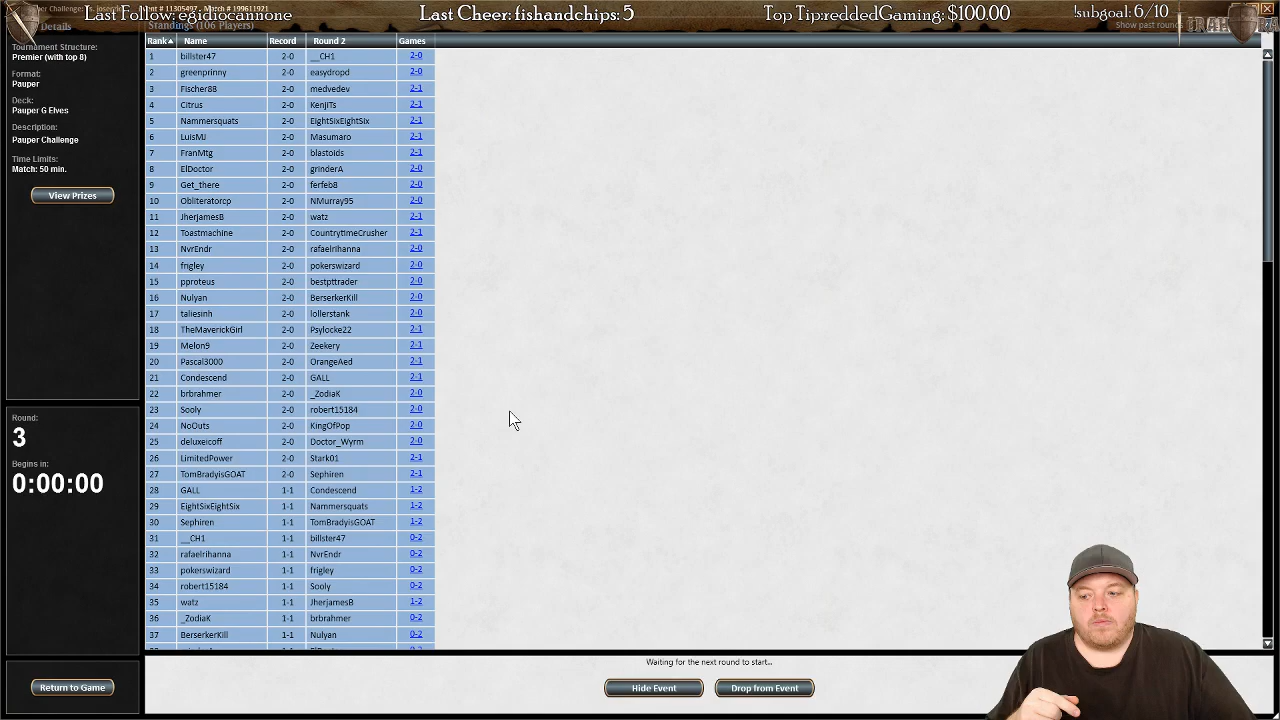 Last Follow: egidiovannone
Last Cheer: fishandchips: 5
Top Tip:reddedGaming: $100.00
!subgoal: 6/10
Event # 11305497, Match # 199611921
Details
Standings (106 Players)
Show past rounds
Tournament Structure:
Premier (with top 8)
Format:
Pauper
Deck:
Pauper G Elves
Description:
Pauper Challenge
Time Limits:
Match: 50 min.
View Prizes
Round:
3
Begins in:
0:00:00
Return to Game
Rank Name Record Round 2 Games
1 billster47 2-0 __CH1 2-0
2 greenprinny 2-0 easydropd 2-0
3 Fischer88 2-0 medvedev 2-1
4 Citrus 2-0 KenjiTs 2-1
5 Nammersquats 2-0 EightSixEightSix 2-1
6 LuisMJ 2-0 Masumaro 2-1
7 FranMtg 2-0 blastoids 2-1
8 ElDoctor 2-0 grinderA 2-0
9 Get_there 2-0 ferfeb8 2-0
10 Obliteratorcp 2-0 NMurray95 2-0
11 JherjamesB 2-0 watz 2-1
12 Toastmachine 2-0 CountrytimeCrusher 2-1
13 NvrEndr 2-0 rafaelrihanna 2-0
14 frigley 2-0 pokerswizard 2-0
15 pproteus 2-0 bestpttrader 2-0
16 Nulyan 2-0 BerserkerKill 2-0
17 taliesinh 2-0 lollerstank 2-0
18 TheMaverickGirl 2-0 Psylocke22 2-1
19 Melon9 2-0 Zeekery 2-1
20 Pascal3000 2-0 OrangeAed 2-1
21 Condescend 2-0 GALL 2-1
22 brbrahmer 2-0 _ZodiaK 2-0
23 Sooly 2-0 robert15184 2-0
24 NoOuts 2-0 KingOfPop 2-0
25 deluxeicoff 2-0 Doctor_Wyrm 2-0
26 LimitedPower 2-0 Stark01 2-1
27 TomBradyisGOAT 2-0 Sephiren 2-1
28 GALL 1-1 Condescend 1-2
29 EightSixEightSix 1-1 Nammersquats 1-2
30 Sephiren 1-1 TomBradyisGOAT 1-2
31 __CH1 1-1 billster47 0-2
32 rafaelrihanna 1-1 NvrEndr 0-2
33 pokerswizard 1-1 frigley 0-2
34 robert15184 1-1 Sooly 0-2
35 watz 1-1 JherjamesB 1-2
36 _ZodiaK 1-1 brbrahmer 0-2
37 BerserkerKill 1-1 Nulyan 0-2
Waiting for the next round to start...
Hide Event
Drop from Event